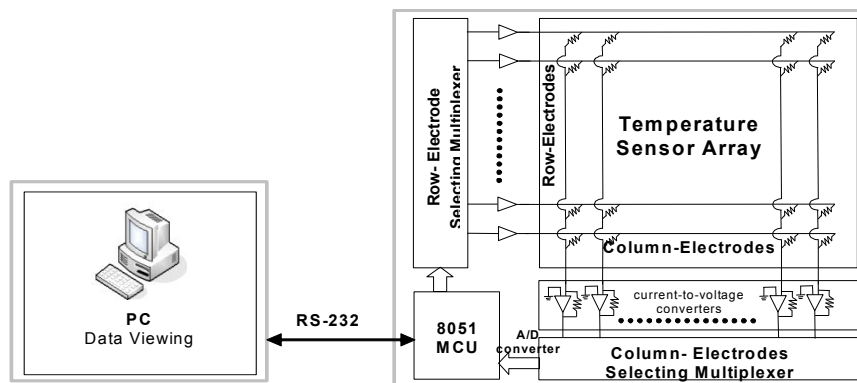 Row- Electrode
Selecting Multiplexer
Row-Electrodes
Temperature
Sensor Array
Column-Electrodes
PC
Data Viewing
RS-232
8051
MCU
A/D
converter
current-to-voltage
converters
Column- Electrodes
Selecting Multiplexer